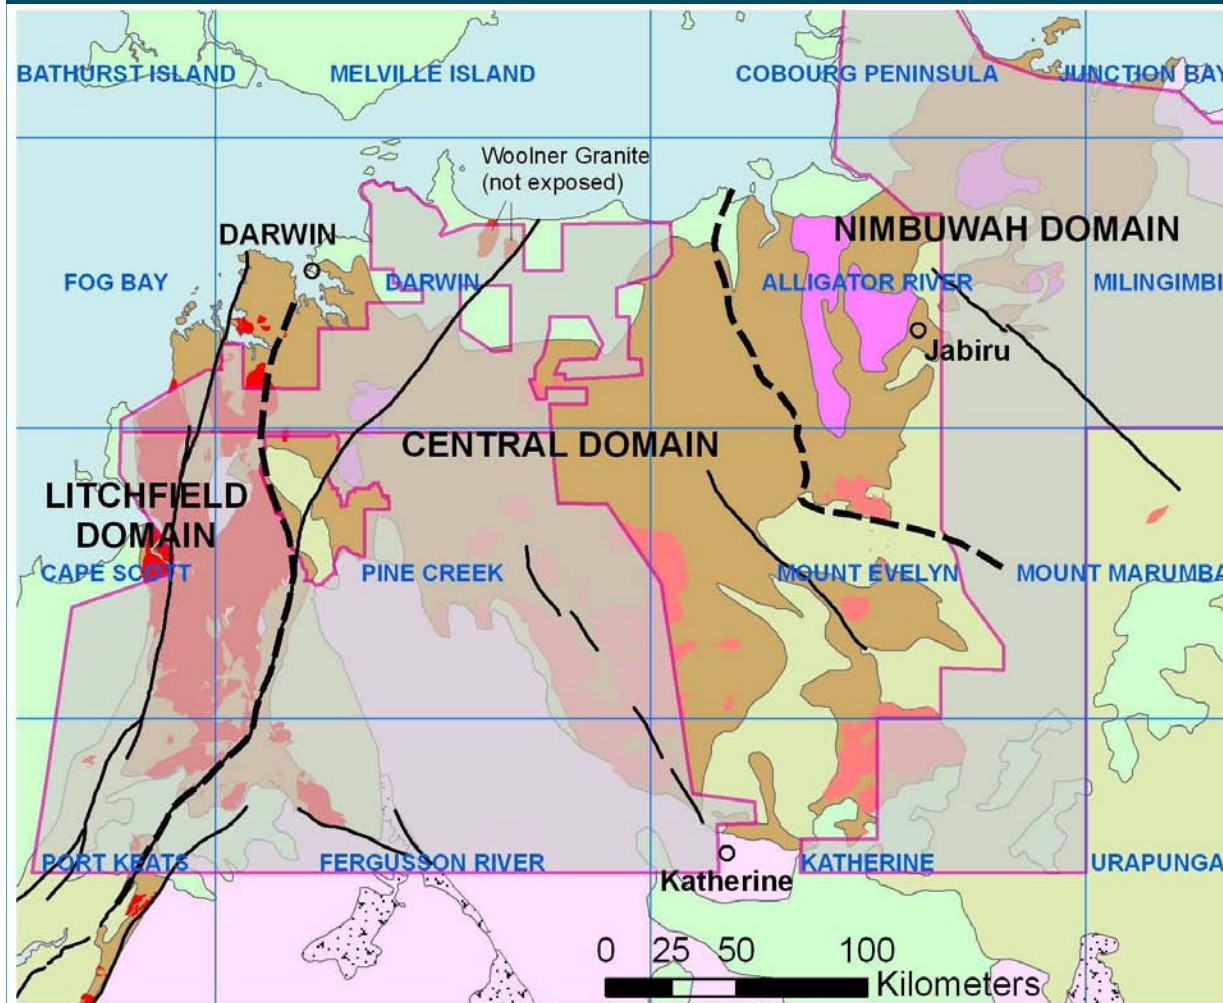 BATHURST ISLAND
MELVILLE ISLAND
COBOURG PENINSULA
JUNCTION BAY
Woolner Granite
(not exposed)
DARWIN
NIMBUWAH DOMAIN
FOG BAY
DARWIN
ALLIGATOR RIVER
MILINGIMBI
Jabiru
CENTRAL DOMAIN
LITCHFIELD
DOMAIN
CAPE SCOTT
PINE CREEK
MOUNT EVELYN
MOUNT MARUMBA
PORT KEATS
FERGUSSON RIVER
KATHERINE
URAPUNGA
Katherine
0 25 50 100
Kilometers